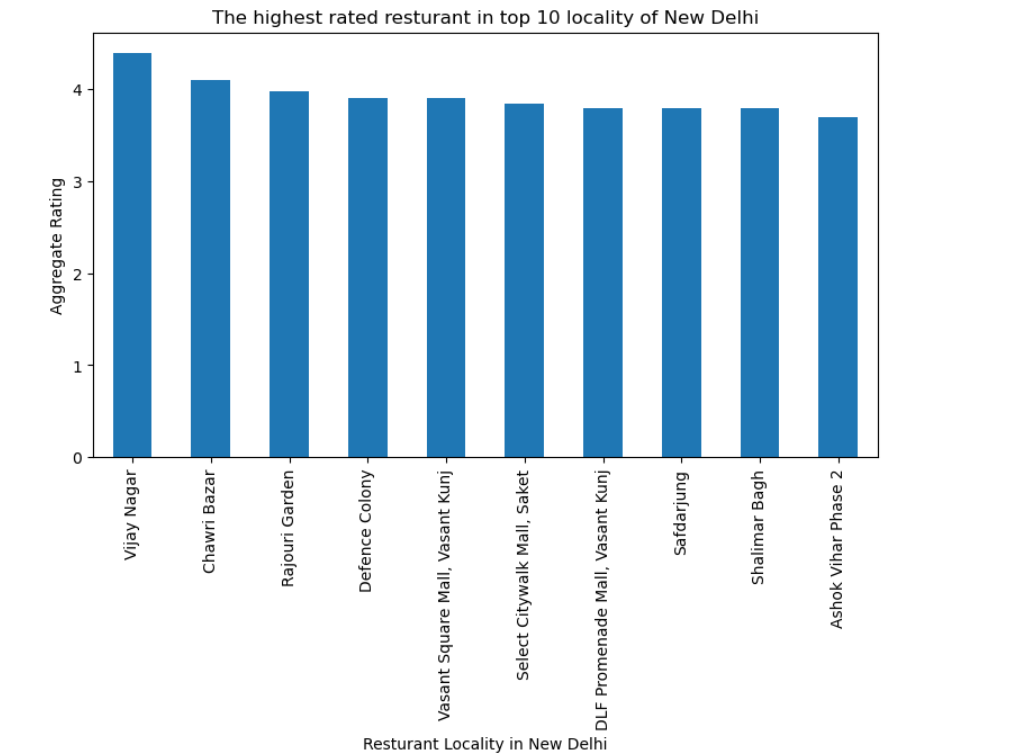 The highest rated resturant in top 10 locality of New Delhi
Aggregate Rating
4
3
2
1
0
Vijay Nagar
Chawri Bazar
Rajouri Garden
Defence Colony
Vasant Square Mall, Vasant Kunj
Select Citywalk Mall, Saket
DLF Promenade Mall, Vasant Kunj
Safdarjung
Shalimar Bagh
Ashok Vihar Phase 2
Resturant Locality in New Delhi